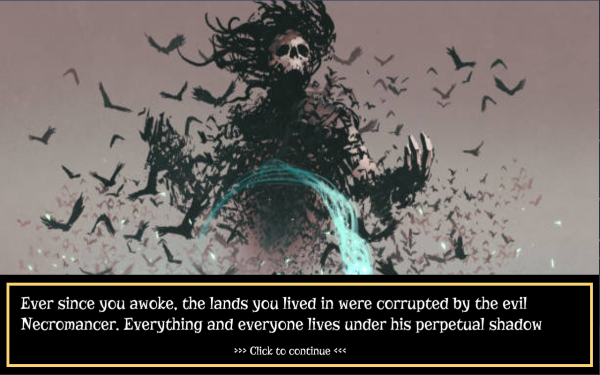 Ever since you awoke, the lands you lived in were corrupted by the evil
Necromancer. Everything and everyone lives under his perpetual shadow
>>> Click to continue <<<